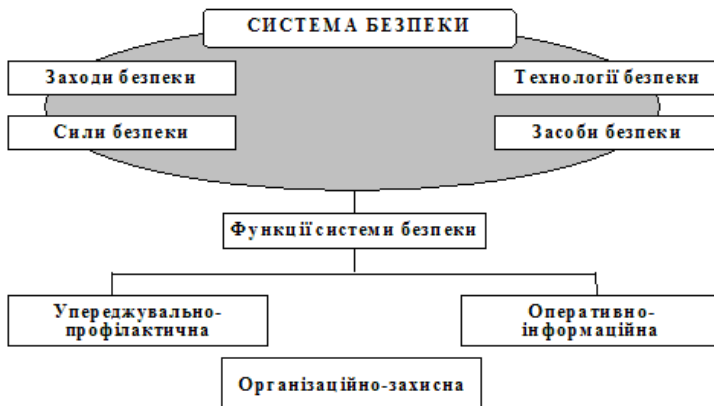 СИСТЕМА БЕЗПЕКИ
Заходи безпеки
Технології безпеки
Сили безпеки
Засоби безпеки
Функції системи безпеки
Упереджувально-
профілактична
Оперативно-
інформаційна
Організаційно-захисна